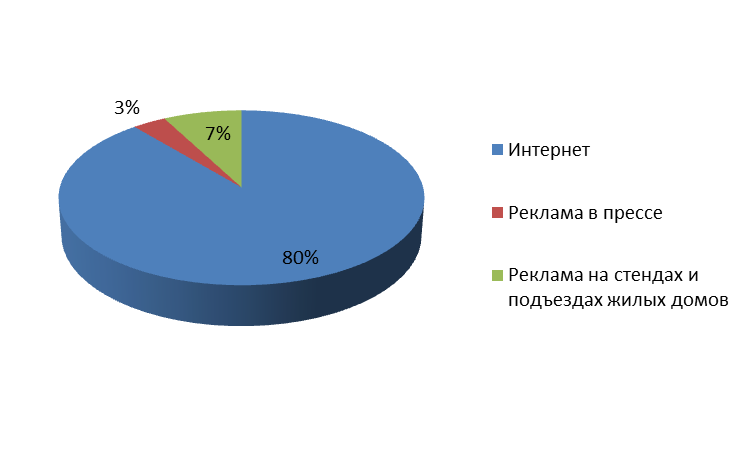 3%
7%
80%
Интернет
Реклама в прессе
Реклама на стендах и
подъездах жилых домов